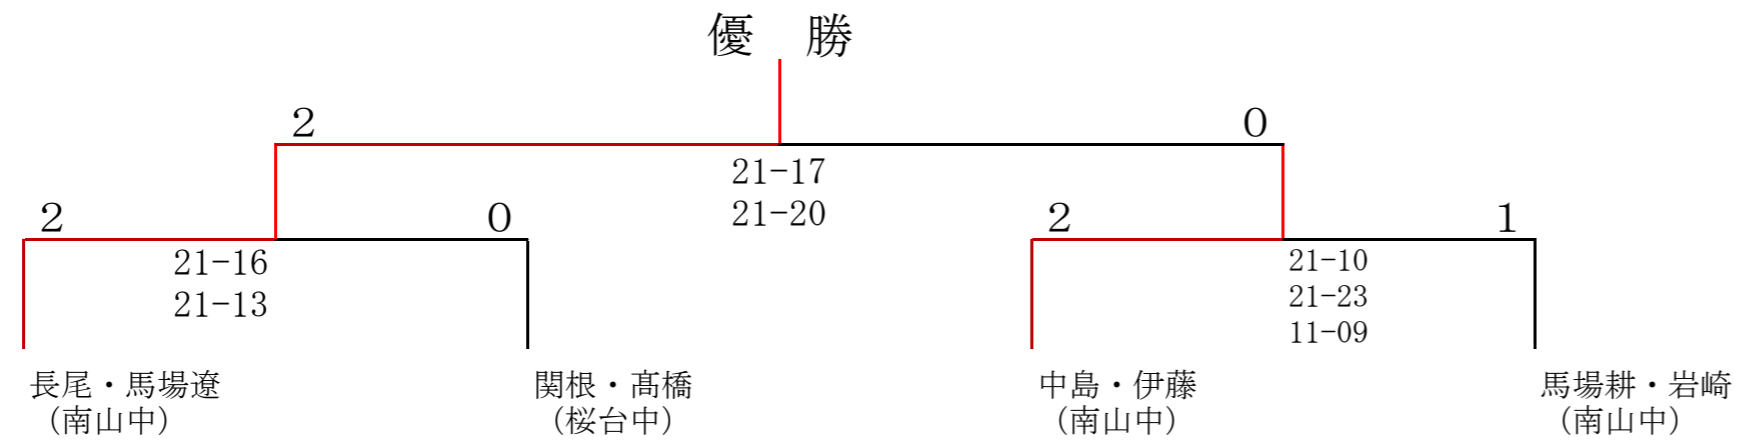 優　勝
２
０
21-17
21-20
２
０
２
１
21-16
21-13
21-10
21-23
11-09
長尾・馬場遼
(南山中)
関根・髙橋
(桜台中)
中島・伊藤
(南山中)
馬場耕・岩崎
(南山中)